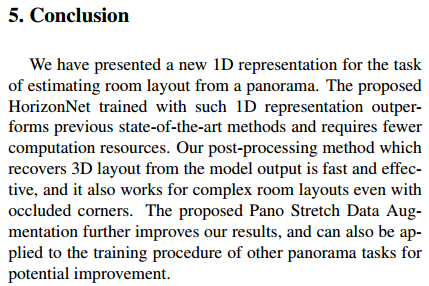 5. Conclusion
We have presented a new 1D representation for the task
of estimating room layout from a panorama. The proposed
HorizonNet trained with such 1D representation outper-
forms previous state-of-the-art methods and requires fewer
computation resources. Our post-processing method which
recovers 3D layout from the model output is fast and effec-
tive, and it also works for complex room layouts even with
occluded corners. The proposed Pano Stretch Data Aug-
mentation further improves our results, and can also be ap-
plied to the training procedure of other panorama tasks for
potential improvement.